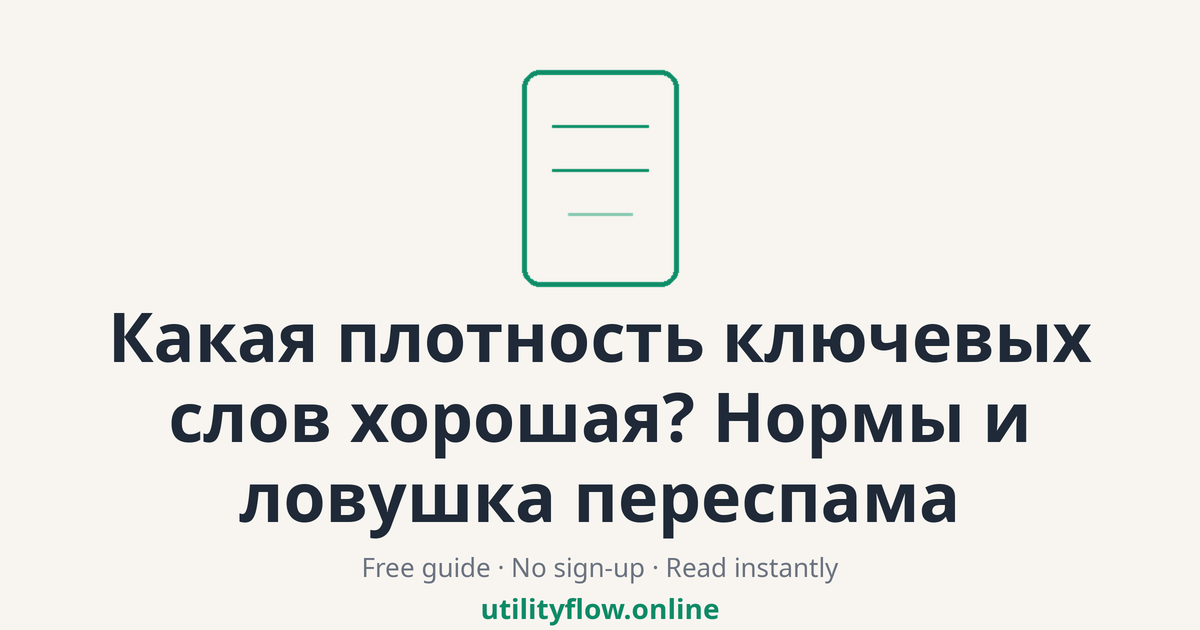 Какая плотность ключевых
слов хорошая? Нормы и
ловушка переспама
Free guide · No sign-up · Read instantly
utilityflow.online